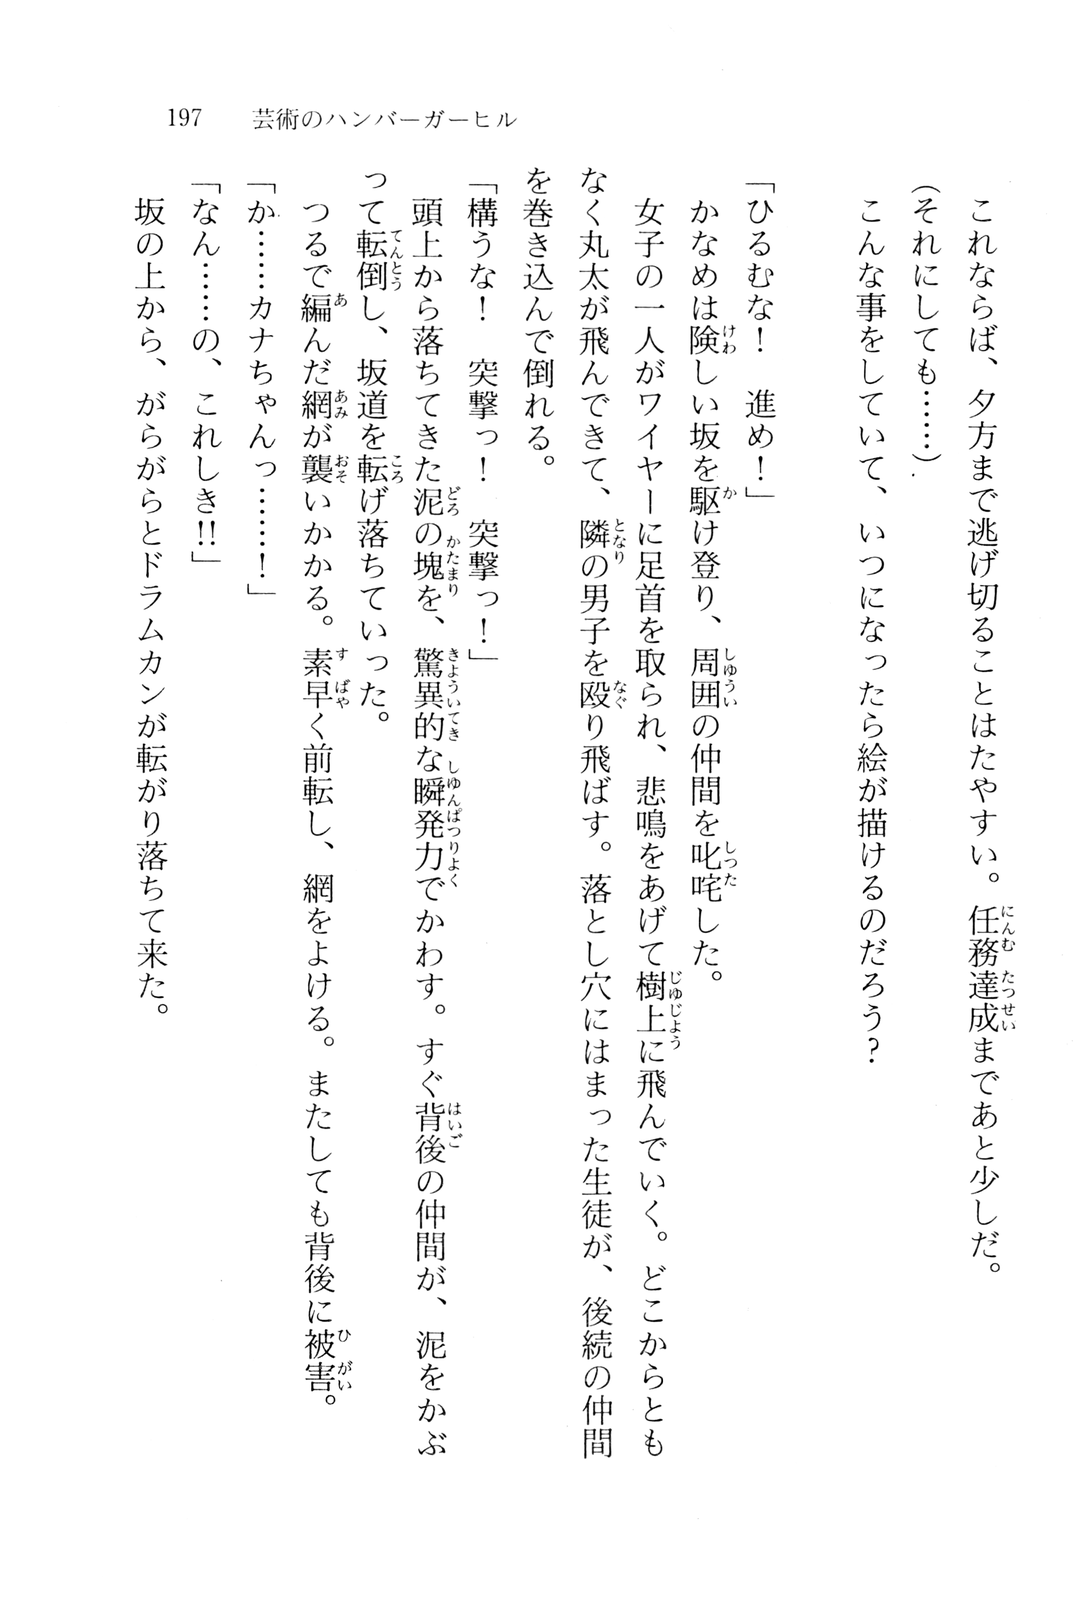 197　芸術のハンバーガーヒル
　これならば、夕方まで逃げ切ることはたやすい。任務達成まであと少しだ。
（それにしても……）
　こんな事をしていて、いつになったら絵が描けるのだろう？
「ひるむな！　進め！」
　かなめは険しい坂を駆け登り、周囲の仲間を叱咤した。
　女子の一人がワイヤーに足首を取られ、悲鳴をあげて樹上に飛んでいく。どこからとも
なく丸太が飛んできて、隣の男子を殴り飛ばす。落とし穴にはまった生徒が、後続の仲間
を巻き込んで倒れる。
「構うな！　突撃っ！　突撃っ！」
　頭上から落ちてきた泥の塊を、驚異的な瞬発力でかわす。すぐ背後の仲間が、泥をかぶ
って転倒し、坂道を転げ落ちていった。
　つるで編んだ網が襲いかかる。素早く前転し、網をよける。またしても背後に被害。
「か……カナちゃんっ……！」
「なん……の、これしき!!」
　坂の上から、がらがらとドラムカンが転がり落ちて来た。